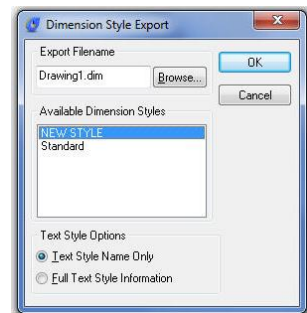 Dimension Style Export
Export Filename
Drawing1.dim
Browse...
OK
Cancel
Available Dimension Styles
NEW STYLE
Standard
Text Style Options
Text Style Name Only
Full Text Style Information